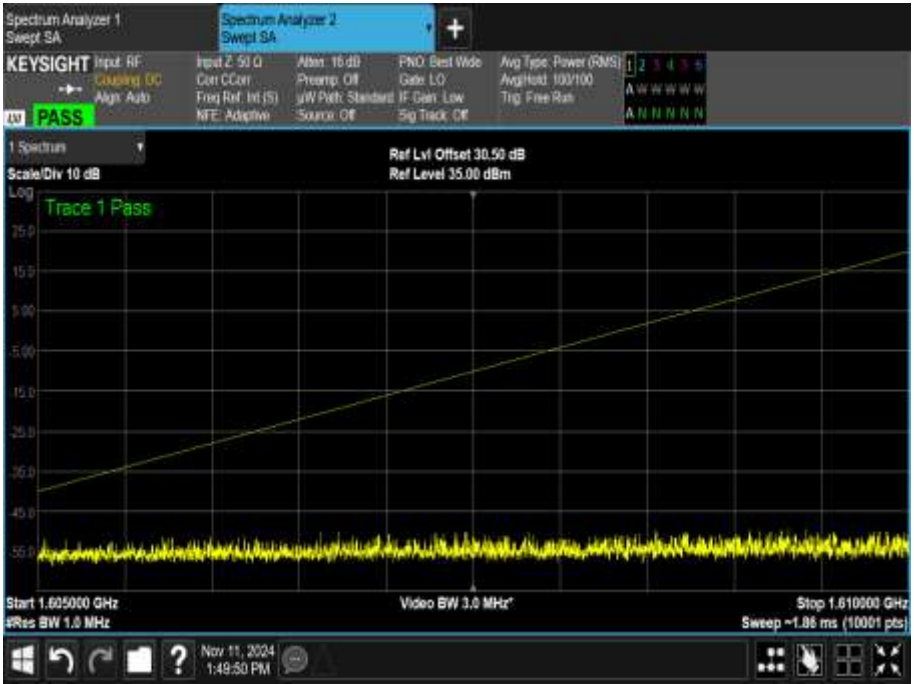 Spectrum Analyzer 1
Swept SA
Spectrum Analyzer 2
Swept SA
+
KEYSIGHT
Input: RF
Coupling: DC
Align: Auto
Input Z: 50 Ω
Corr CCorr
Freq Ref: Int (S)
NFE: Adaptive
Atten: 16 dB
Preamp: Off
µW Path: Standard
Source: Off
PNO: Best Wide
Gate: LO
IF Gain: Low
Sig Track: Off
Avg Type: Power (RMS)
Avg|Hold: 100/100
Trig: Free Run
1 2 3 4 5 6
A W W W W W
A N N N N N
LXI
PASS
1 Spectrum
Scale/Div 10 dB
Ref Lvl Offset 30.50 dB
Ref Level 35.00 dBm
Log
Trace 1 Pass
25.0
15.0
5.00
-5.00
-15.0
-25.0
-35.0
-45.0
-55.0
Start 1.605000 GHz
#Res BW 1.0 MHz
Video BW 3.0 MHz*
Stop 1.610000 GHz
Sweep ~1.86 ms (10001 pts)
?
Nov 11, 2024
1:49:50 PM